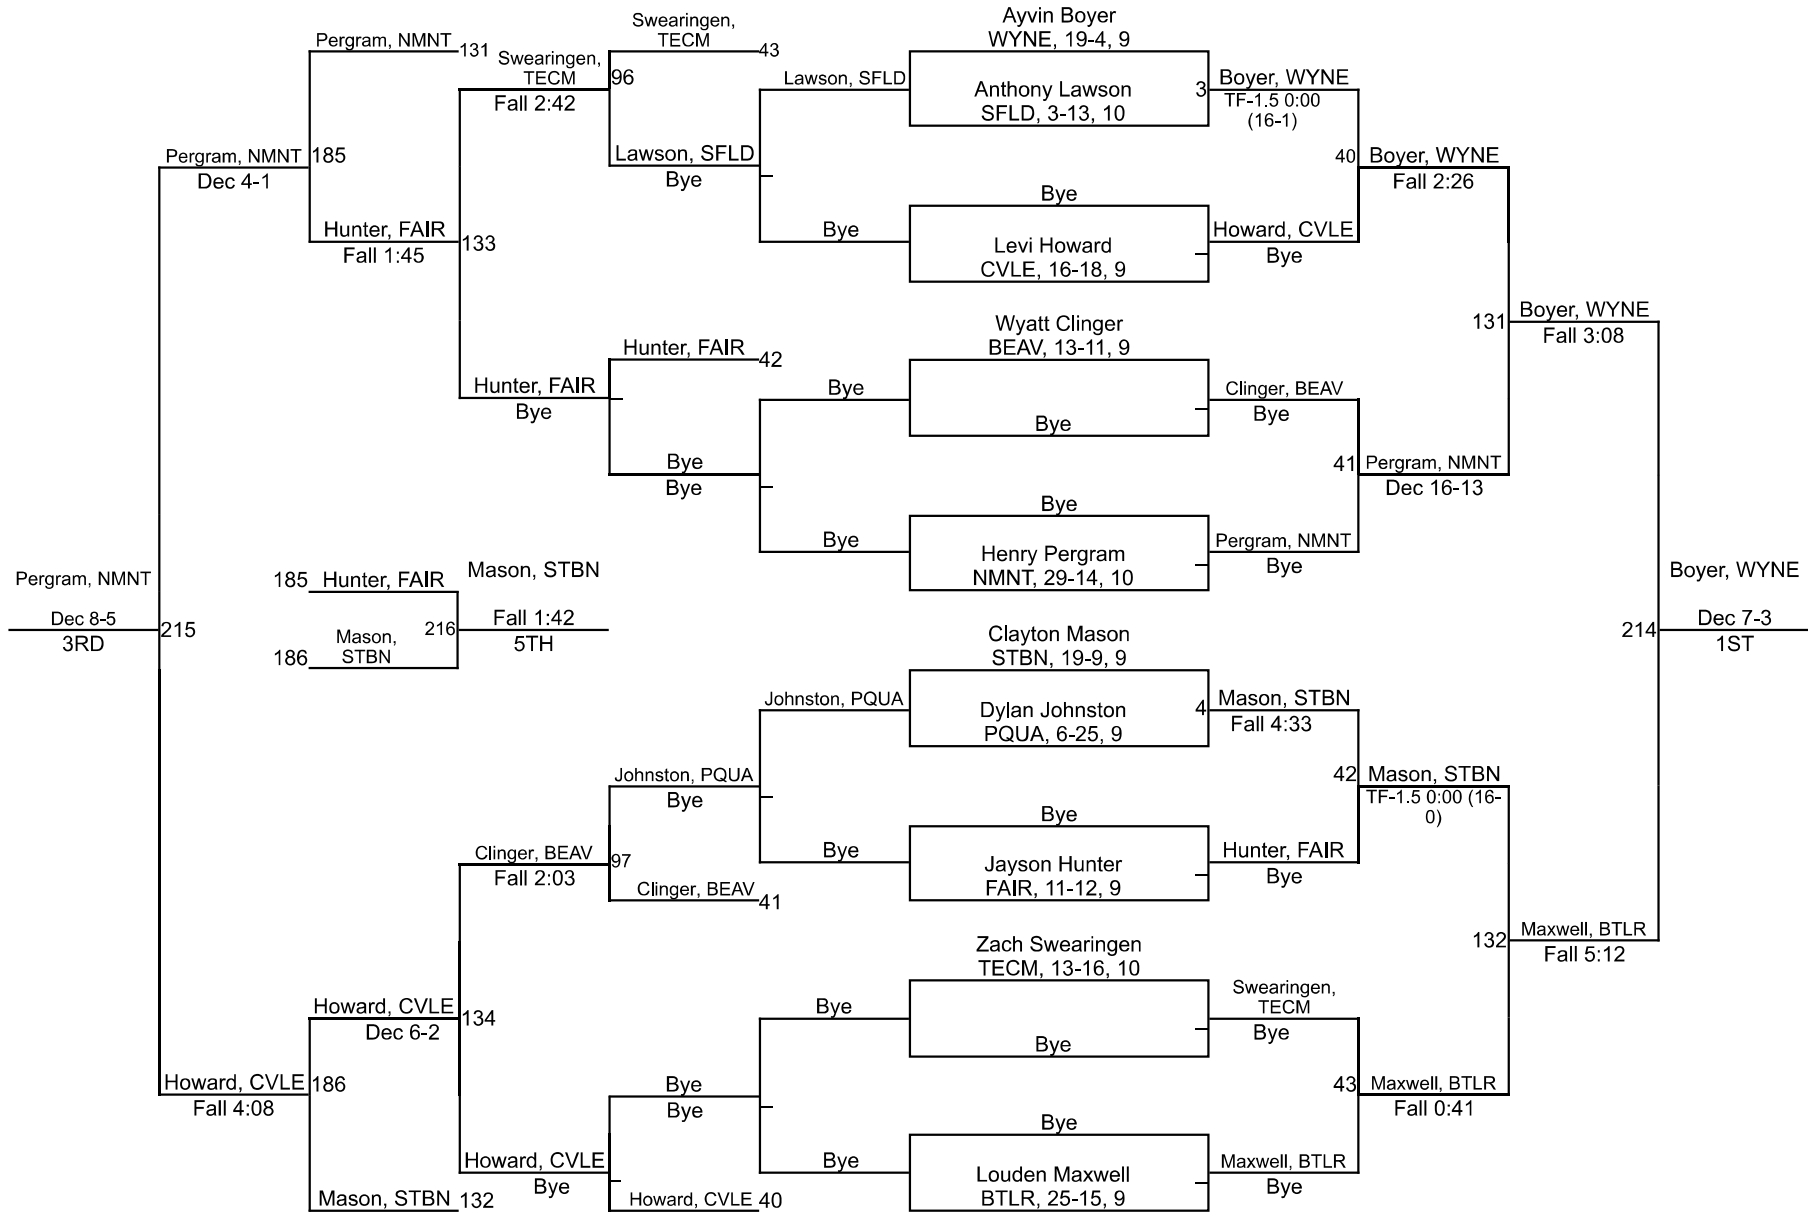 Pergram, NMNT
131
Swearingen,
TECM
Fall 2:42
96
Swearingen,
TECM
43
Lawson, SFLD
Bye
Lawson, SFLD
Bye
Pergram, NMNT
Dec 4-1
185
Hunter, FAIR
Fall 1:45
133
Hunter, FAIR
Bye
Hunter, FAIR
42
Bye
Bye
Bye
Bye
Ayvin Boyer
WYNE, 19-4, 9
Anthony Lawson
SFLD, 3-13, 10
3
Boyer, WYNE
TF-1.5 0:00
(16-1)
Bye
Levi Howard
CVLE, 16-18, 9
Howard, CVLE
Bye
40
Boyer, WYNE
Fall 2:26
Wyatt Clinger
BEAV, 13-11, 9
Bye
Clinger, BEAV
Bye
Bye
Henry Pergram
NMNT, 29-14, 10
Pergram, NMNT
Bye
41
Pergram, NMNT
Dec 16-13
131
Boyer, WYNE
Fall 3:08
Pergram, NMNT
Dec 8-5
3RD
215
185
Hunter, FAIR
186
Mason,
STBN
216
Mason, STBN
Fall 1:42
5TH
214
Boyer, WYNE
Dec 7-3
1ST
Clayton Mason
STBN, 19-9, 9
Dylan Johnston
PQUA, 6-25, 9
4
Mason, STBN
Fall 4:33
Bye
Jayson Hunter
FAIR, 11-12, 9
Hunter, FAIR
Bye
42
Mason, STBN
TF-1.5 0:00 (16-
0)
Zach Swearingen
TECM, 13-16, 10
Bye
Swearingen,
TECM
Bye
Bye
Louden Maxwell
BTLR, 25-15, 9
Maxwell, BTLR
Bye
43
Maxwell, BTLR
Fall 0:41
132
Maxwell, BTLR
Fall 5:12
Johnston, PQUA
Bye
Johnston, PQUA
Bye
Clinger, BEAV
Fall 2:03
97
Clinger, BEAV
41
Howard, CVLE
Dec 6-2
134
Bye
Bye
Bye
Bye
Howard, CVLE
Bye
Howard, CVLE
40
Howard, CVLE
Fall 4:08
186
Mason, STBN
132